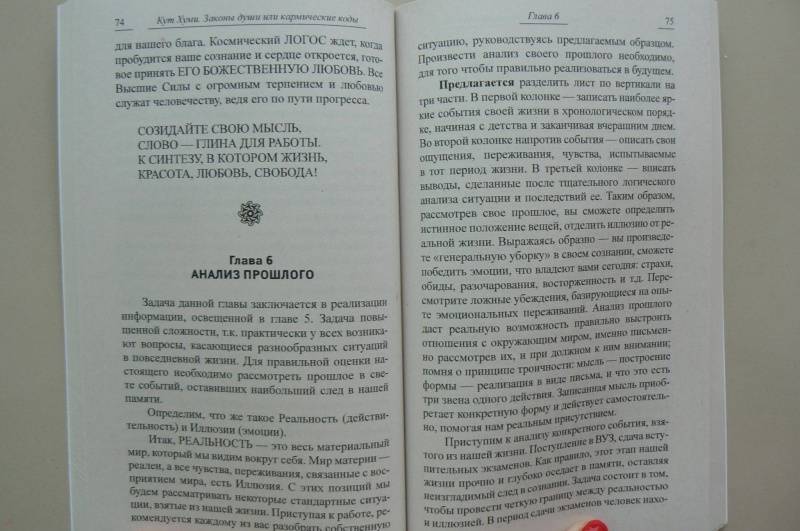 74
Кут Хуми. Законы души или кармические коды
для вашего блага. Космический ЛОГОС ждет, когда
пробудится ваше сознание и сердце откроется, гото-
вое принять ЕГО БОЖЕСТВЕННУЮ ЛЮБОВЬ. Все
Высшие Силы с огромным терпением и любовью
служат человечеству, ведя его по пути прогресса.
СОЗИДАЙТЕ СВОЮ МЫСЛЬ,
СЛОВО — ГЛИНА ДЛЯ РАБОТЫ.
К СИНТЕЗУ, В КОТОРОМ ЖИЗНЬ,
КРАСОТА, ЛЮБОВЬ, СВОБОДА!
Глава 6
АНАЛИЗ ПРОШЛОГО
Задача данной главы заключается в реализации
информации, освещенной в главе 5. Задача повы-
шенной сложности, т.к. практически у всех возникают
вопросы, касающиеся разнообразных ситуаций
в повседневной жизни. Для правильной оценки на-
стоящего необходимо рассмотреть прошлое в све-
те событий, оставивших наибольший след в нашей
памяти.
Определим, что же такое Реальность (действи-
тельность) и Иллюзии (эмоции).
Итак, РЕАЛЬНОСТЬ — это весь материальный
мир, который мы видим вокруг себя. Мир материи —
реален, а все чувства, переживания, связанные с вос-
приятием мира, есть Иллюзия. С этих позиций мы
будем рассматривать некоторые стандартные ситуа-
ции, взятые из нашей жизни. Приступая к работе, ре-
комендуется каждому из вас разобрать собственную
Глава 6
75
ситуацию, руководствуясь предлагаемым образцом.
Произвести анализ своего прошлого необходимо,
для того чтобы правильно реализоваться в будущем.
Предлагается разделить лист по вертикали на
три части. В первой колонке — записать наиболее яр-
кие события своей жизни в хронологическом поряд-
ке, начиная с детства и заканчивая вчерашним днем.
Во второй колонке напротив события — описать свои
ощущения, переживания, чувства, испытываемые
в тот период жизни. В третьей колонке — вписать
выводы, сделанные после тщательного логического
анализа ситуации и последствий ее. Таким образом,
рассмотрев свое прошлое, вы сможете определить
истинное положение вещей, отделить иллюзию от ре-
альной жизни. Выражаясь образно — вы произведе-
те «генеральную уборку» в своем сознании, сможете
победить эмоции, что владеют вами сегодня: страхи,
обиды, разочарования, восторженность и т.д. Пере-
смотрите ложные убеждения, базирующиеся на опы-
те эмоциональных переживаний. Анализ прошлого
даст реальную возможность правильно выстроить
отношения с окружающим миром, именно письмен-
но рассмотрев их, и при должном к ним внимании;
помня о принципе троичности: мысль — построение
формы — реализация в виде письма, и что это есть
три звена одного действия. Записанная мысль приоб-
ретает конкретную форму и действует самостоятель-
но, помогая нам реальным присутствием.
Приступим к анализу конкретного события, взя-
того из нашей жизни. Поступление в ВУЗ, сдача всту-
пительных экзаменов. Как правило, этот этап нашей
жизни прочно и глубоко оседает в памяти, оставляя
неизгладимый след в сознании. Задача состоит в том,
чтобы провести четкую границу между реальностью
и иллюзией. В период сдачи экзаменов человек нахо-